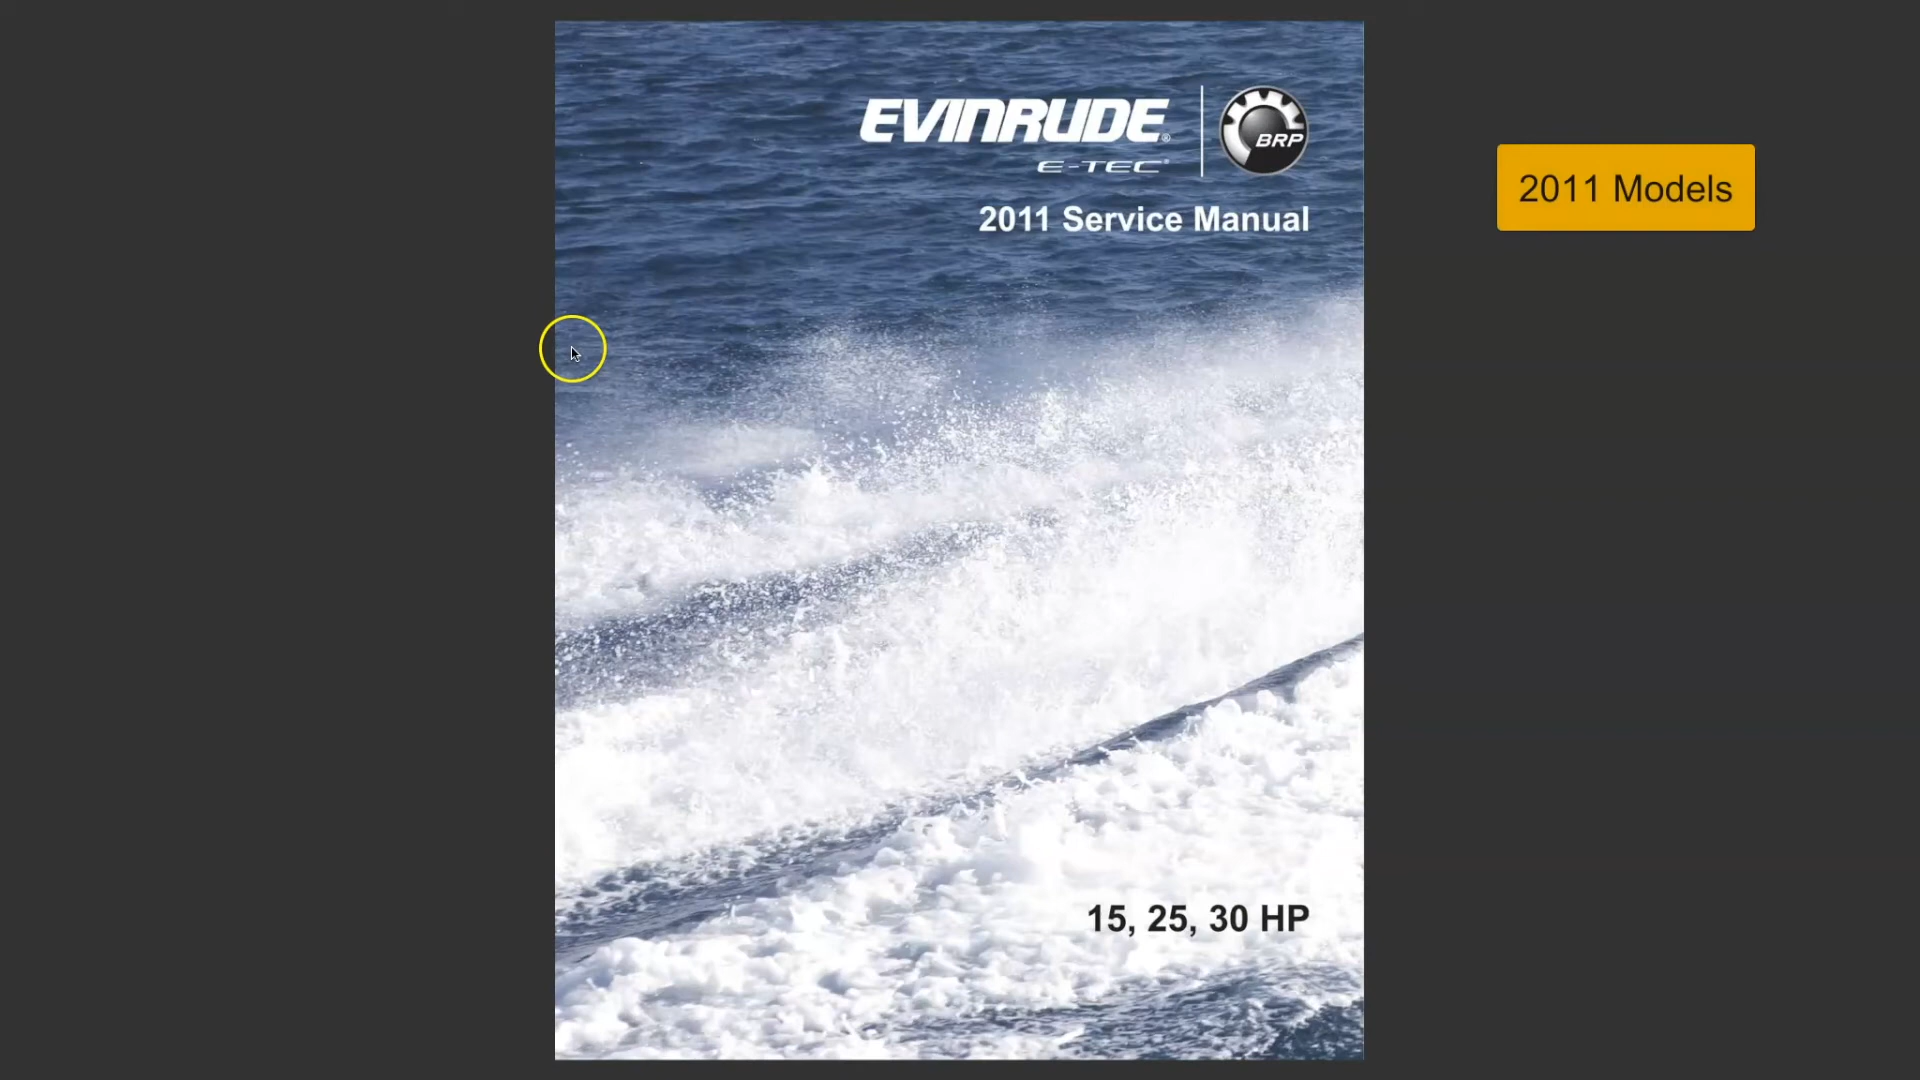 EVINRUDE®
E-TEC®
BRP
2011 Service Manual
2011 Models
15, 25, 30 HP